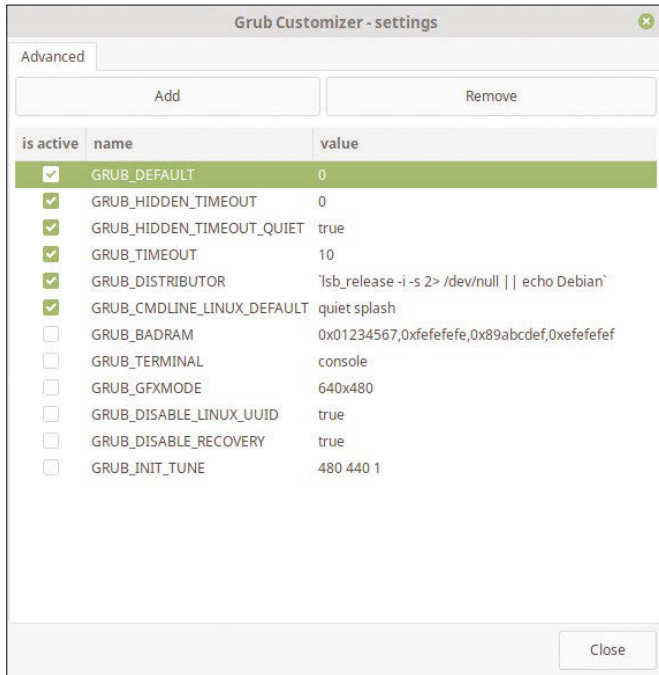 Grub Customizer - settings
Advanced
Add Remove
is active name value
GRUB_DEFAULT 0
GRUB_HIDDEN_TIMEOUT 0
GRUB_HIDDEN_TIMEOUT_QUIET true
GRUB_TIMEOUT 10
GRUB_DISTRIBUTOR `lsb_release -i -s 2> /dev/null || echo Debian`
GRUB_CMDLINE_LINUX_DEFAULT quiet splash
GRUB_BADRAM 0x01234567,0xfefefefe,0x89abcdef,0xefefefef
GRUB_TERMINAL console
GRUB_GFXMODE 640x480
GRUB_DISABLE_LINUX_UUID true
GRUB_DISABLE_RECOVERY true
GRUB_INIT_TUNE 480 440 1
Close